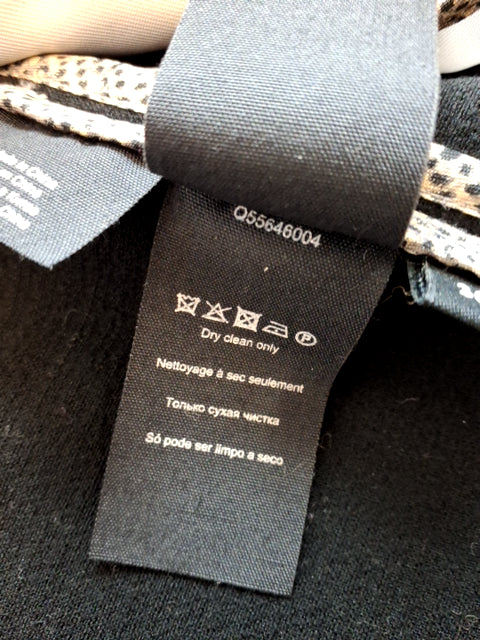 Q55646004
P
Dry clean only
Nettoyage à sec seulement
Только сухая чистка
Só pode ser limpo a seco